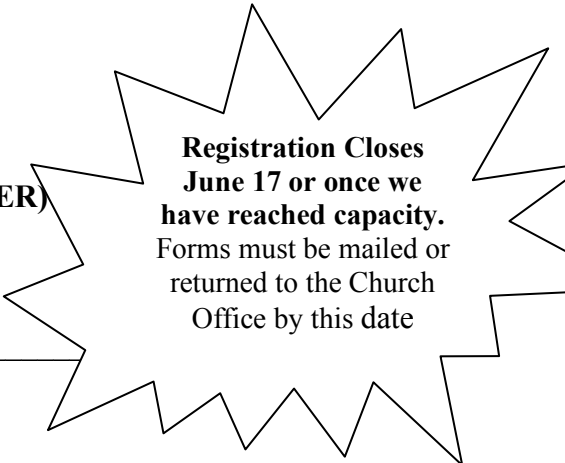 Registration Closes
June 17 or once we
ER)
have reached capacity.
Forms must be mailed or
returned to the Church
Office by this date